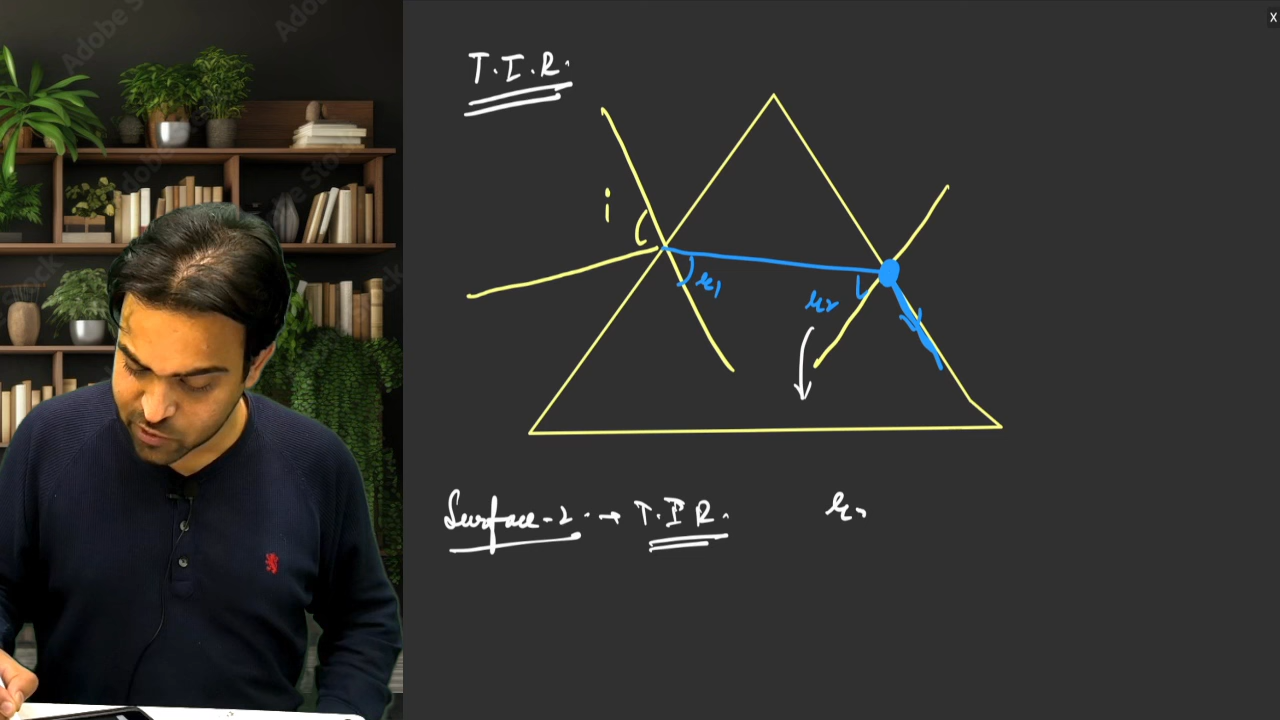 X
T.I.R.
i
r₁
r₂
Surface-2 → T.I.R. r₂